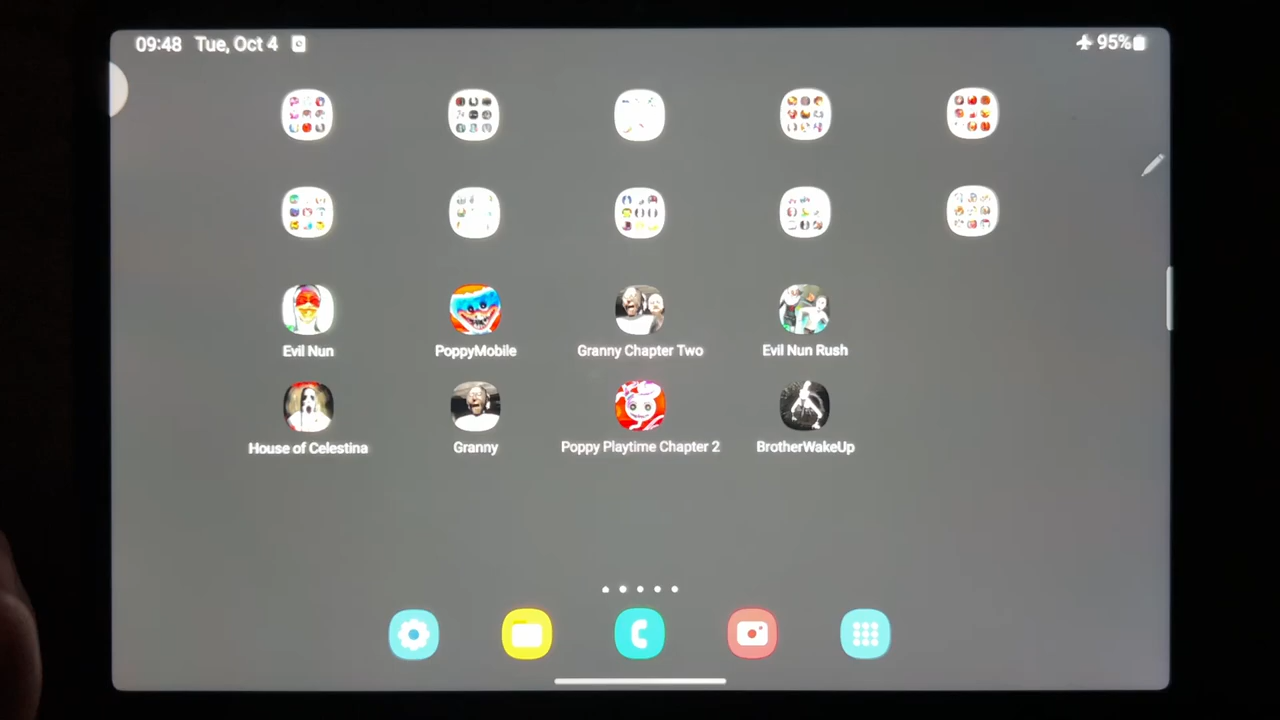 09:48 Tue, Oct 4 95%
Evil Nun PoppyMobile Granny Chapter Two Evil Nun Rush
House of Celestina Granny Poppy Playtime Chapter 2 BrotherWakeUp